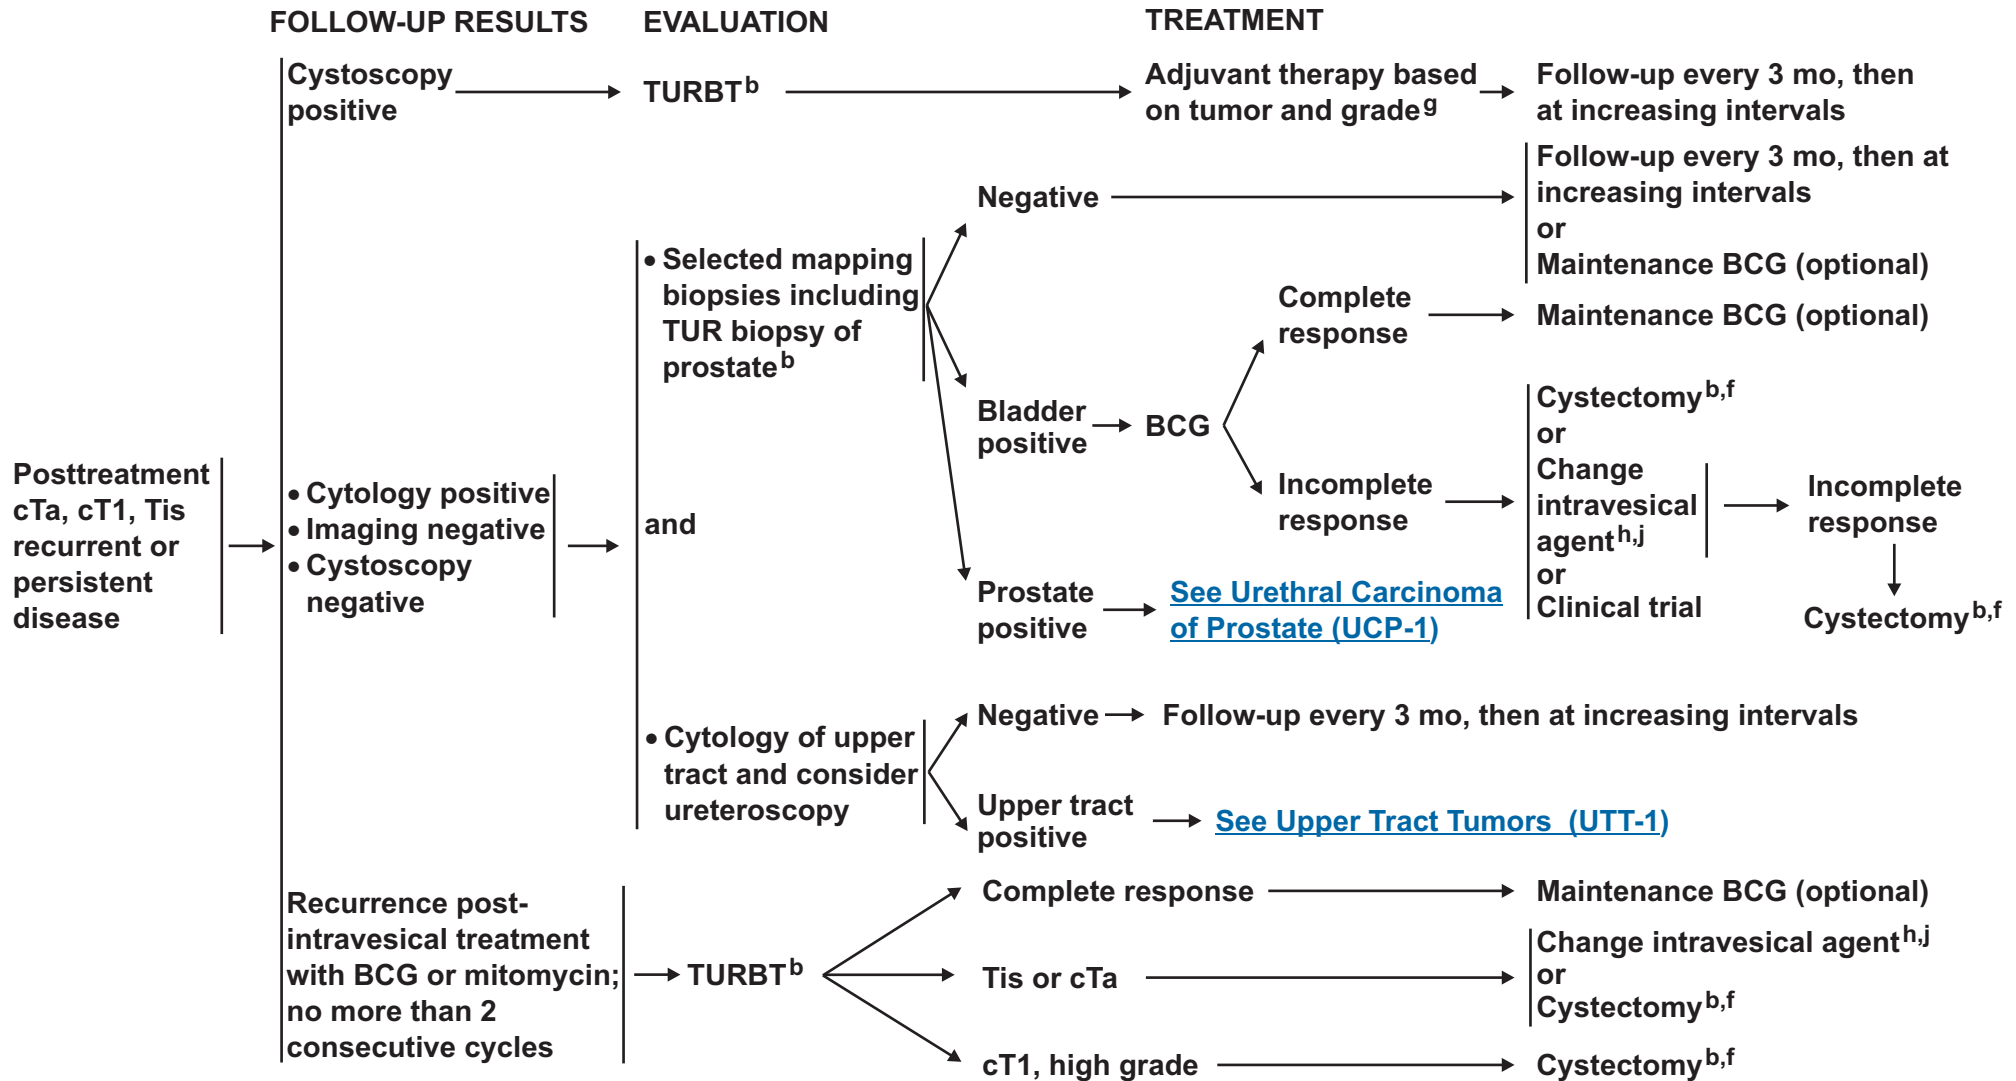 FOLLOW-UP RESULTS
EVALUATION
TREATMENT
Cystoscopy
positive
TURBTb
Adjuvant therapy based
on tumor and gradeg
Follow-up every 3 mo, then
at increasing intervals
Posttreatment
cTa, cT1, Tis
recurrent or
persistent
disease
• Cytology positive
• Imaging negative
• Cystoscopy
negative
• Selected mapping
biopsies including
TUR biopsy of
prostateb
and
• Cytology of upper
tract and consider
ureteroscopy
Negative
Follow-up every 3 mo, then at
increasing intervals
or
Maintenance BCG (optional)
Bladder
positive
BCG
Complete
response
Maintenance BCG (optional)
Incomplete
response
Cystectomyb,f
or
Change
intravesical
agenth,j
or
Clinical trial
Incomplete
response
Cystectomyb,f
Prostate
positive
See Urethral Carcinoma
of Prostate (UCP-1)
Negative
Follow-up every 3 mo, then at increasing intervals
Upper tract
positive
See Upper Tract Tumors (UTT-1)
Recurrence post-
intravesical treatment
with BCG or mitomycin;
no more than 2
consecutive cycles
TURBTb
Complete response
Maintenance BCG (optional)
Tis or cTa
Change intravesical agenth,j
or
Cystectomyb,f
cT1, high grade
Cystectomyb,f